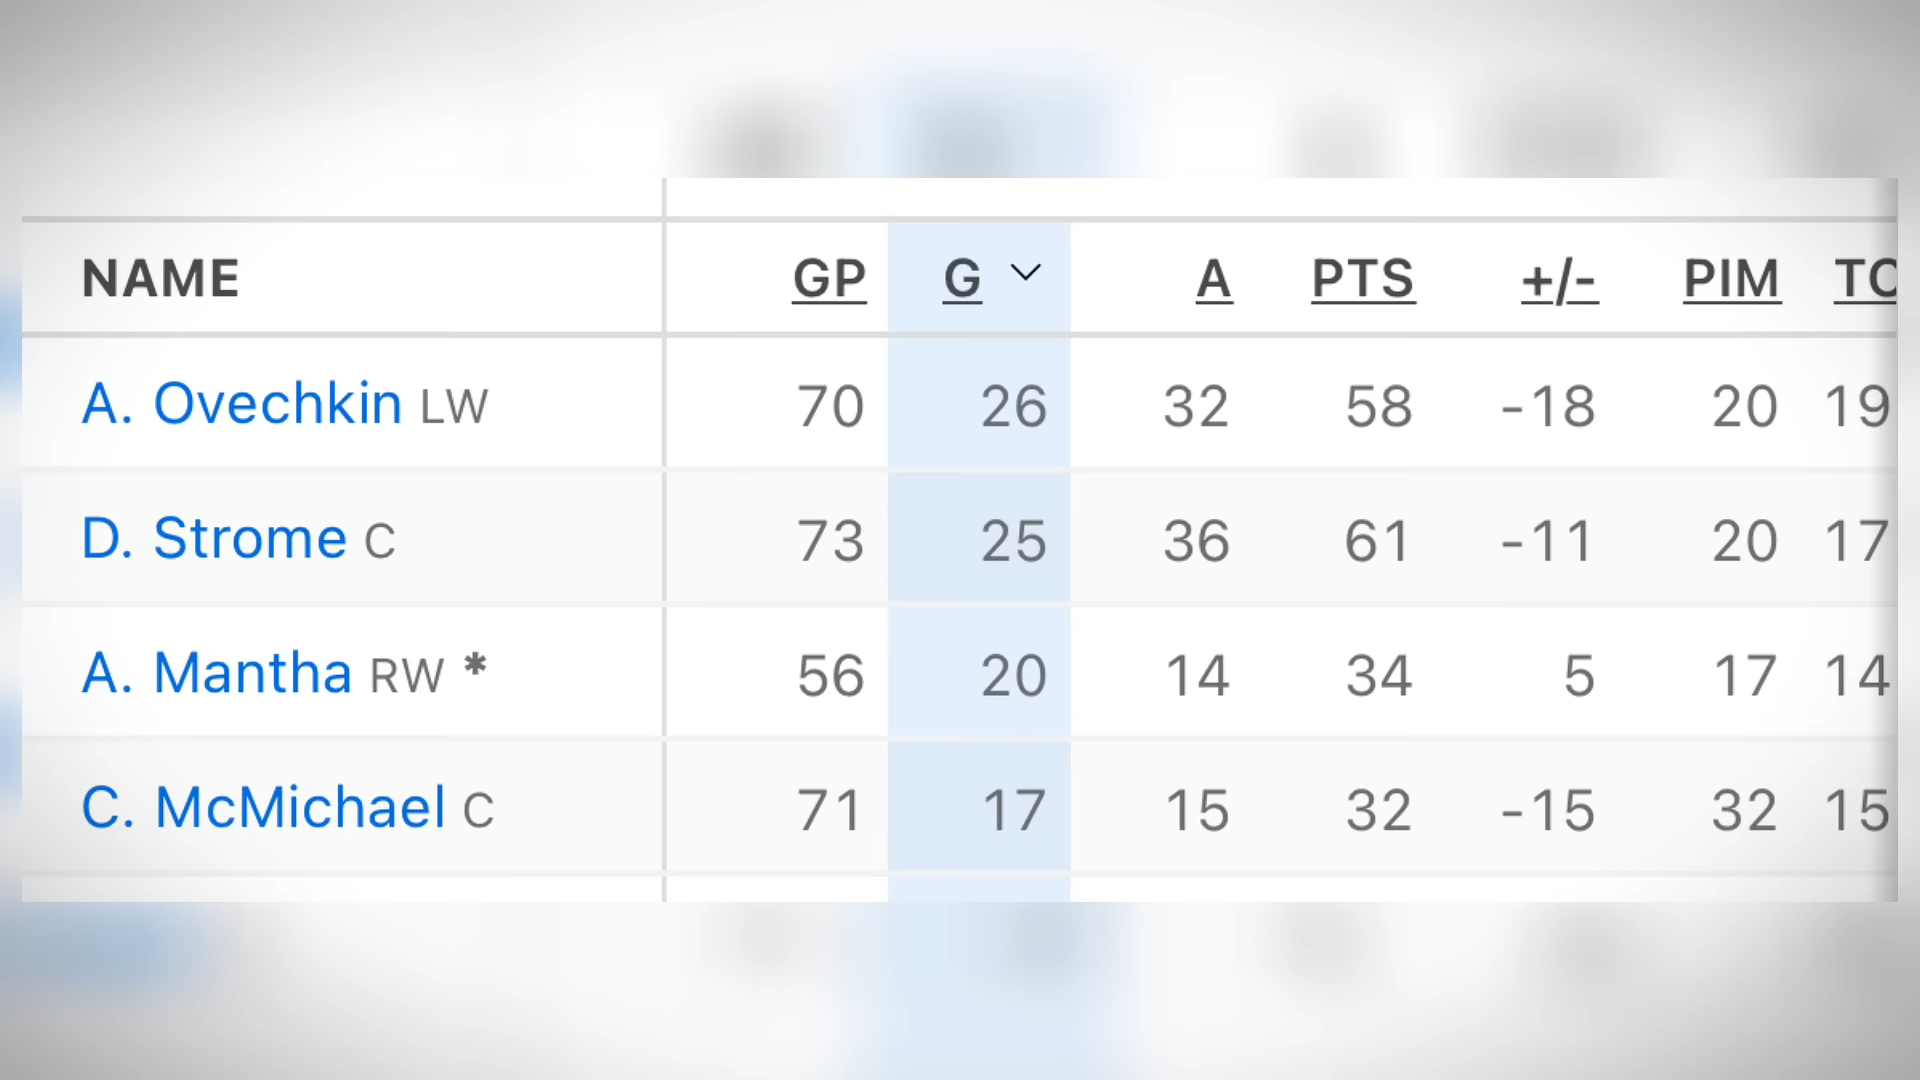 NAME GP G A PTS +/- PIM
A. Ovechkin LW 70 26 32 58 -18 20 19
D. Strome C 73 25 36 61 -11 20 17
A. Mantha RW * 56 20 14 34 5 17 14
C. McMichael C 71 17 15 32 -15 32 15